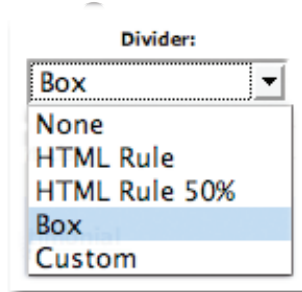 Divider:
Box
None
HTML Rule
HTML Rule 50%
Box
Custom